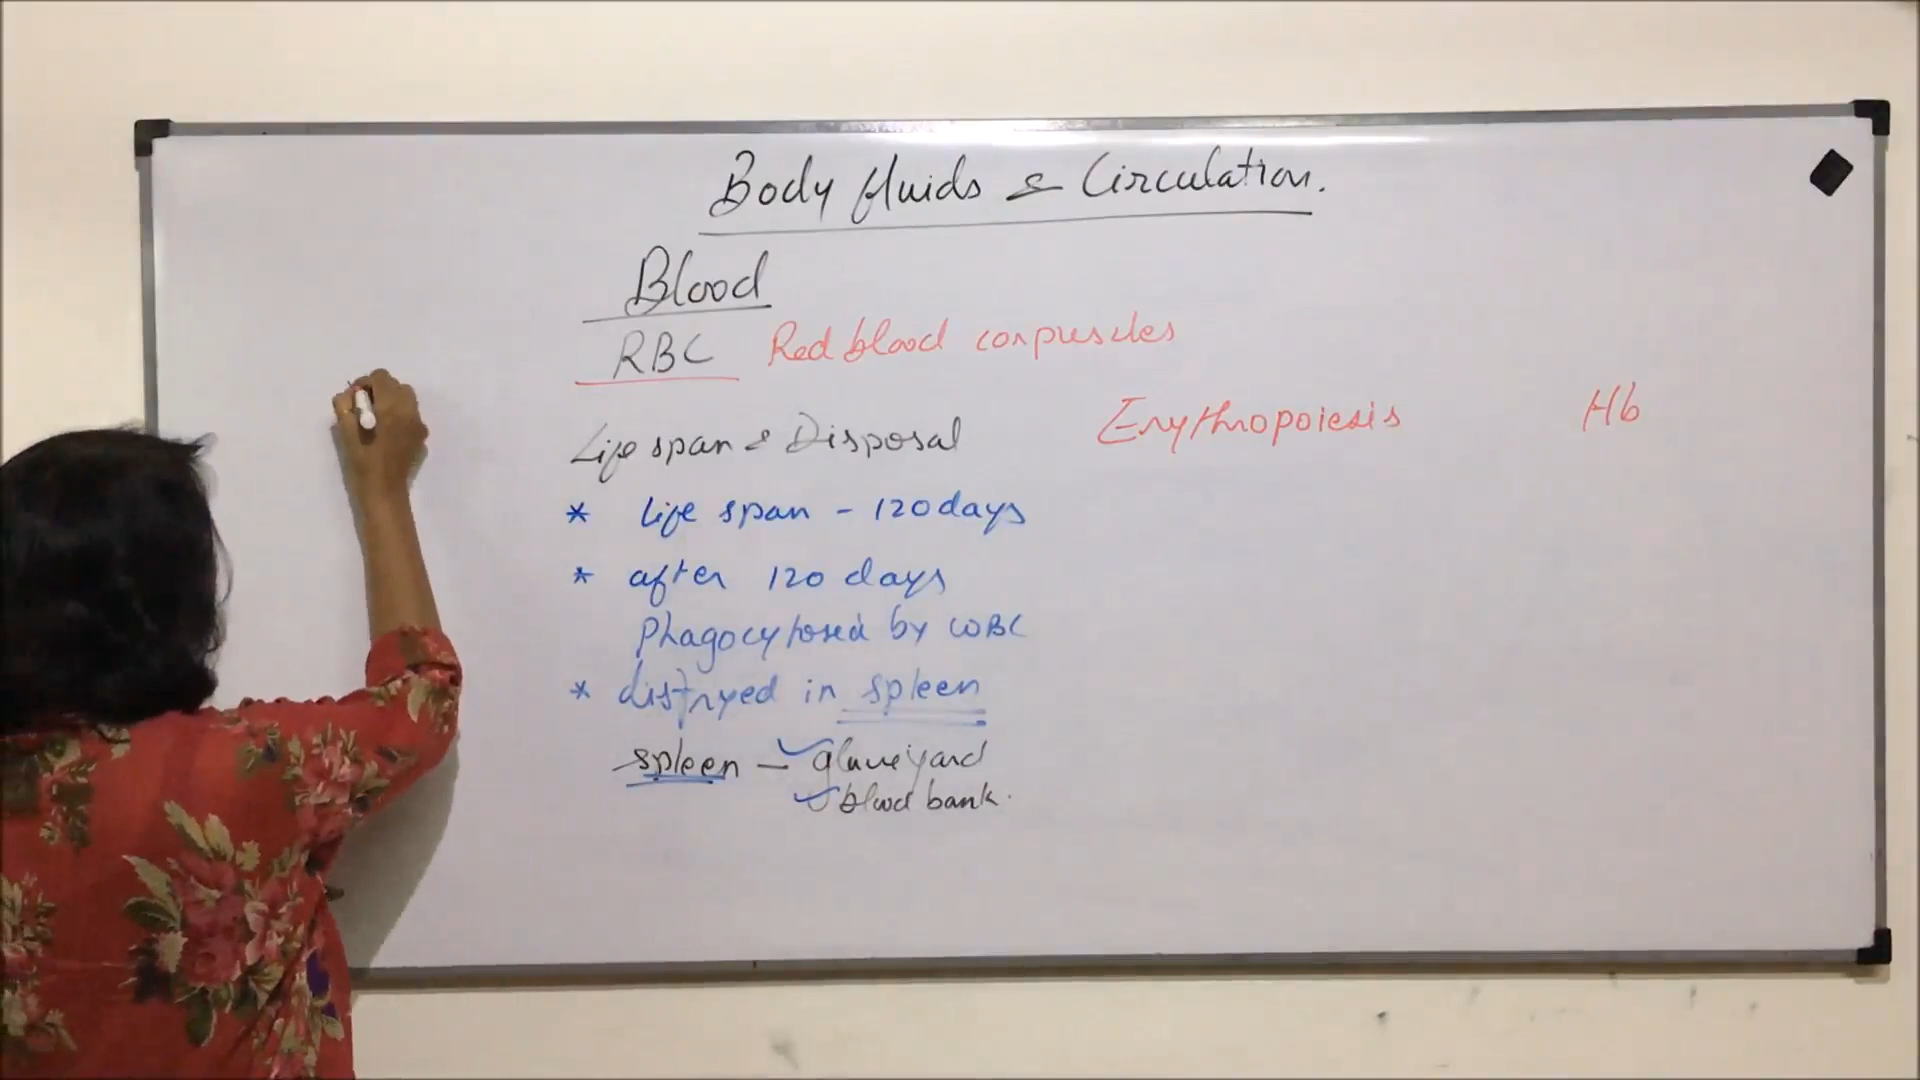 Body fluids & Circulation.
Blood
RBC Red blood corpuscles
Life span & Disposal
* life span - 120 days
* after 120 days
Phagocytosed by WBC
* distryed in spleen
spleen - graveyard
blood bank.
Erythropoiesis
Hb